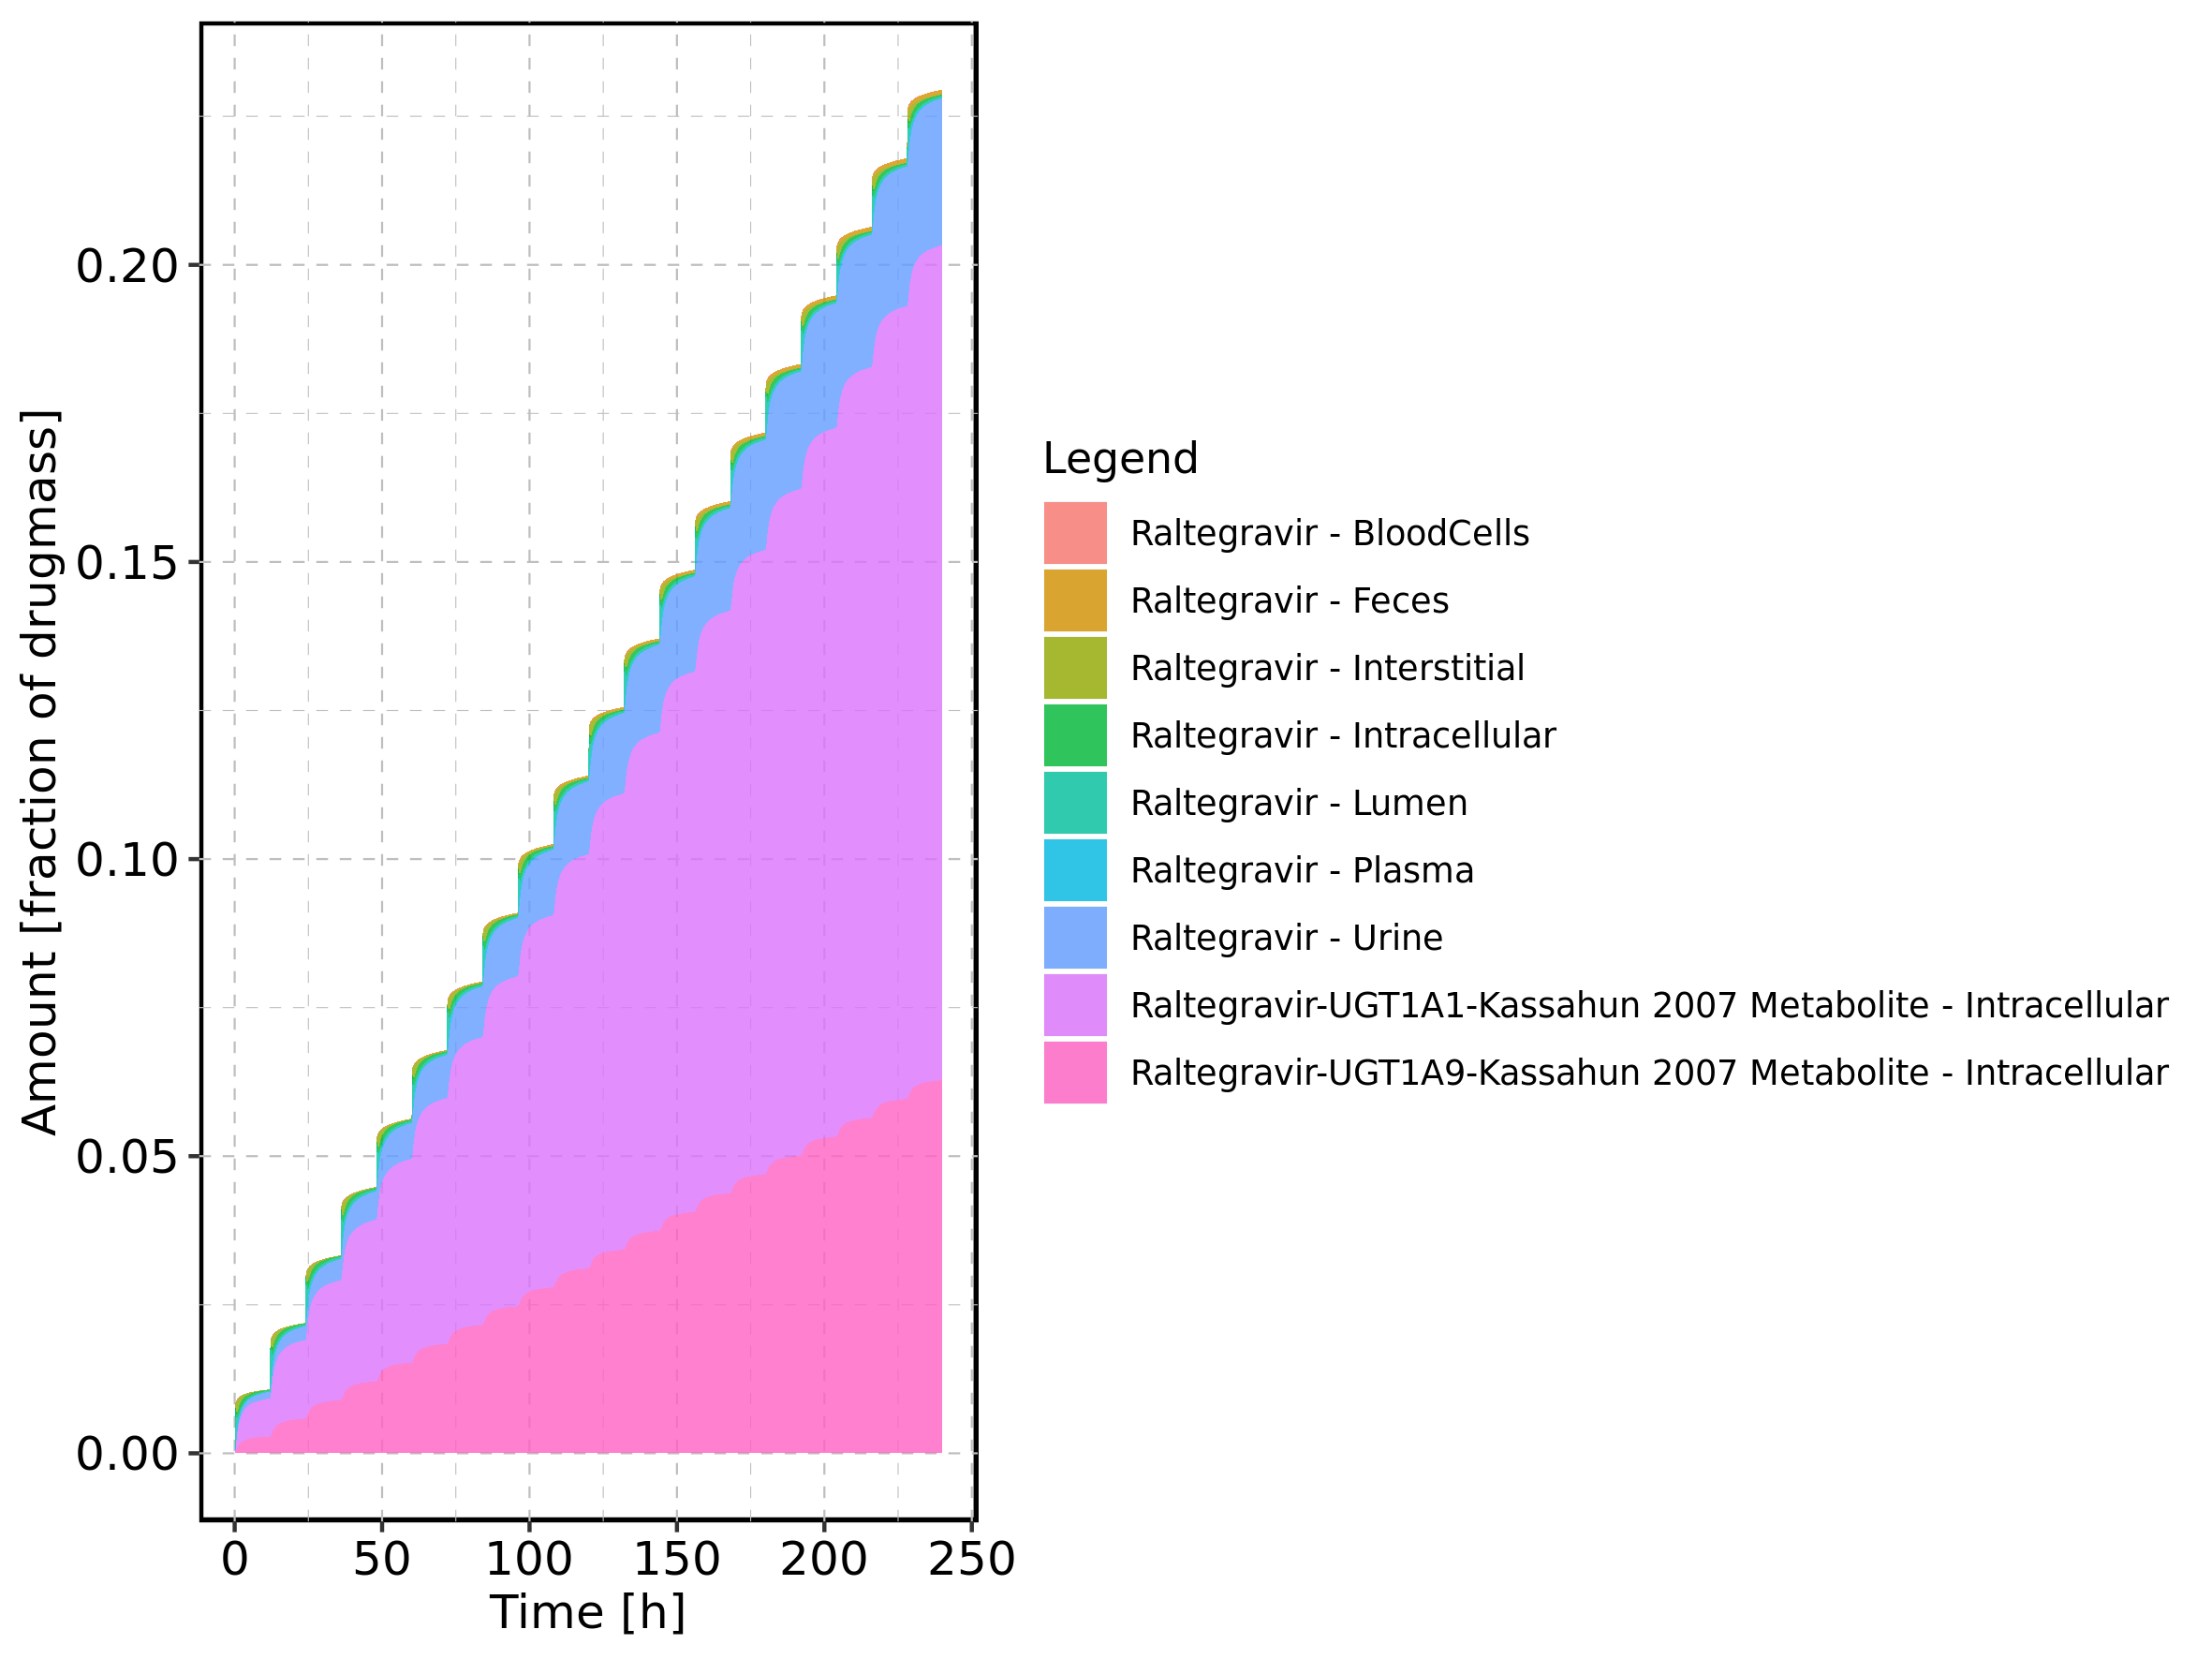 Amount [fraction of drugmass]
0.20
0.15
0.10
0.05
0.00
0 50 100 150 200 250
Time [h]
Legend
Raltegravir - BloodCells
Raltegravir - Feces
Raltegravir - Interstitial
Raltegravir - Intracellular
Raltegravir - Lumen
Raltegravir - Plasma
Raltegravir - Urine
Raltegravir-UGT1A1-Kassahun 2007 Metabolite - Intracellular
Raltegravir-UGT1A9-Kassahun 2007 Metabolite - Intracellular